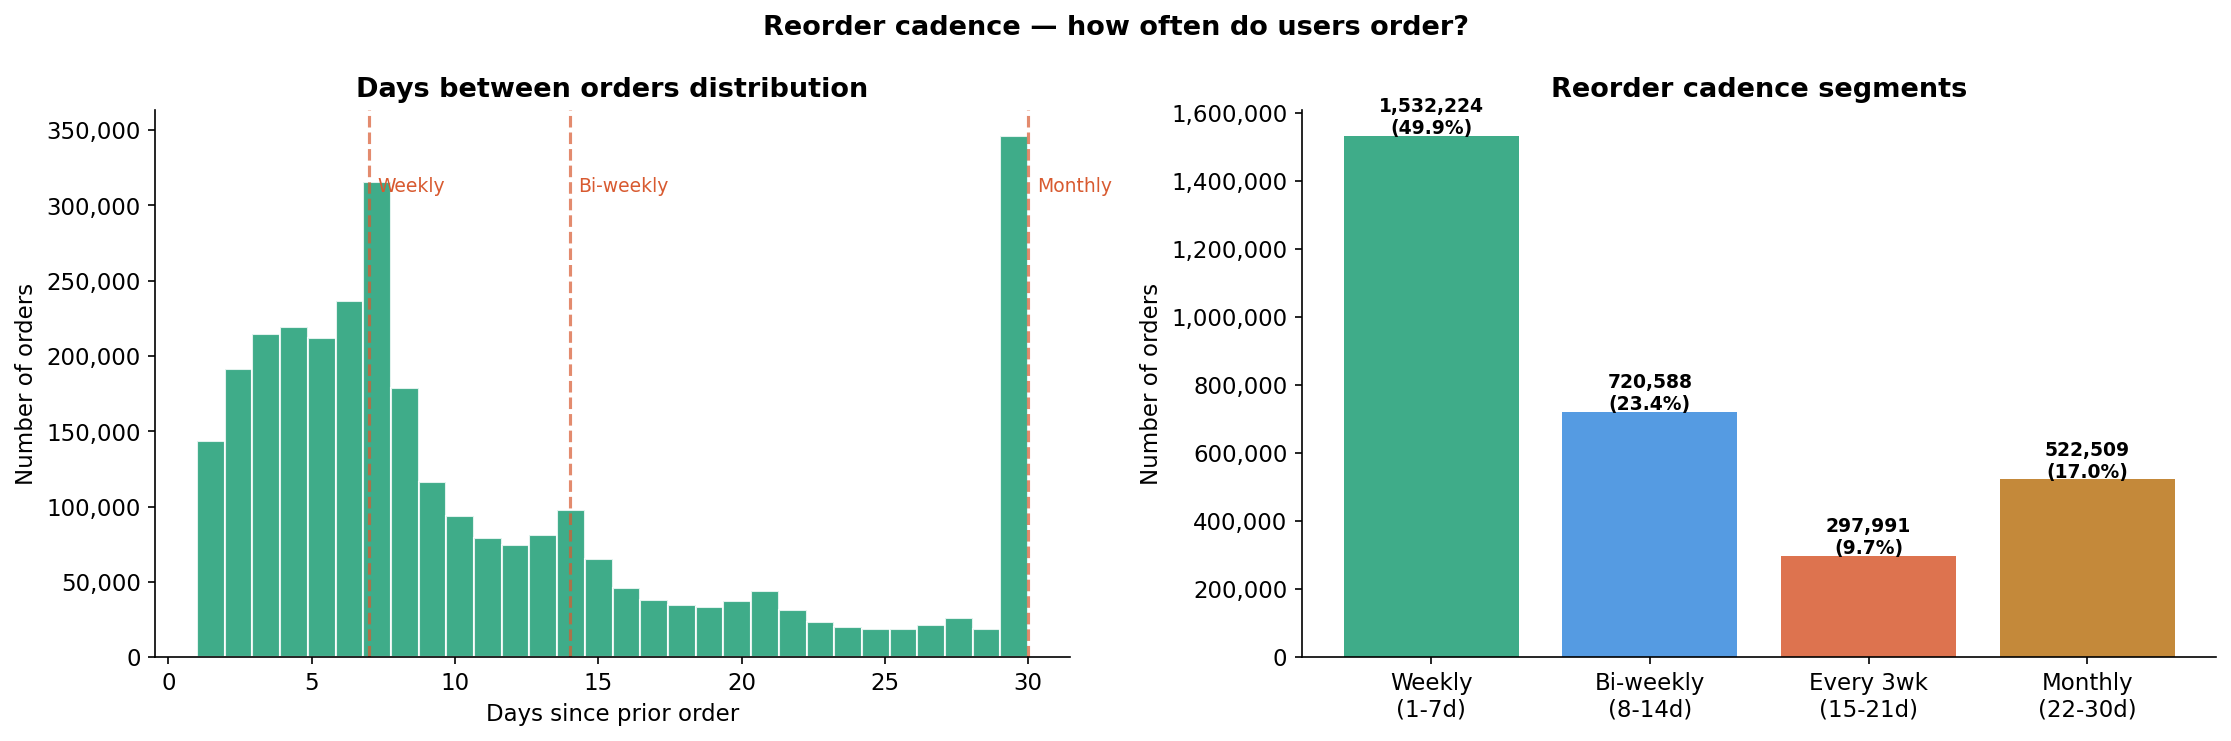 Reorder cadence — how often do users order?
Days between orders distribution
Number of orders
350,000
300,000
250,000
200,000
150,000
100,000
50,000
0
Weekly
Bi-weekly
Monthly
0 5 10 15 20 25 30
Days since prior order
Reorder cadence segments
Number of orders
1,600,000
1,400,000
1,200,000
1,000,000
800,000
600,000
400,000
200,000
0
1,532,224
(49.9%)
720,588
(23.4%)
297,991
(9.7%)
522,509
(17.0%)
Weekly
(1-7d)
Bi-weekly
(8-14d)
Every 3wk
(15-21d)
Monthly
(22-30d)